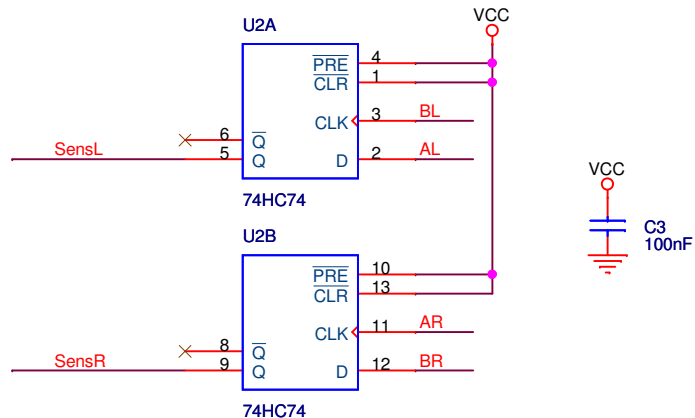 U2A
VCC
PRE
4
CLR
1
CLK
3
BL
6
Q
SensL
5
Q
D
2
AL
74HC74
VCC
C3
100nF
U2B
PRE
10
CLR
13
CLK
11
AR
8
Q
SensR
9
Q
D
12
BR
74HC74